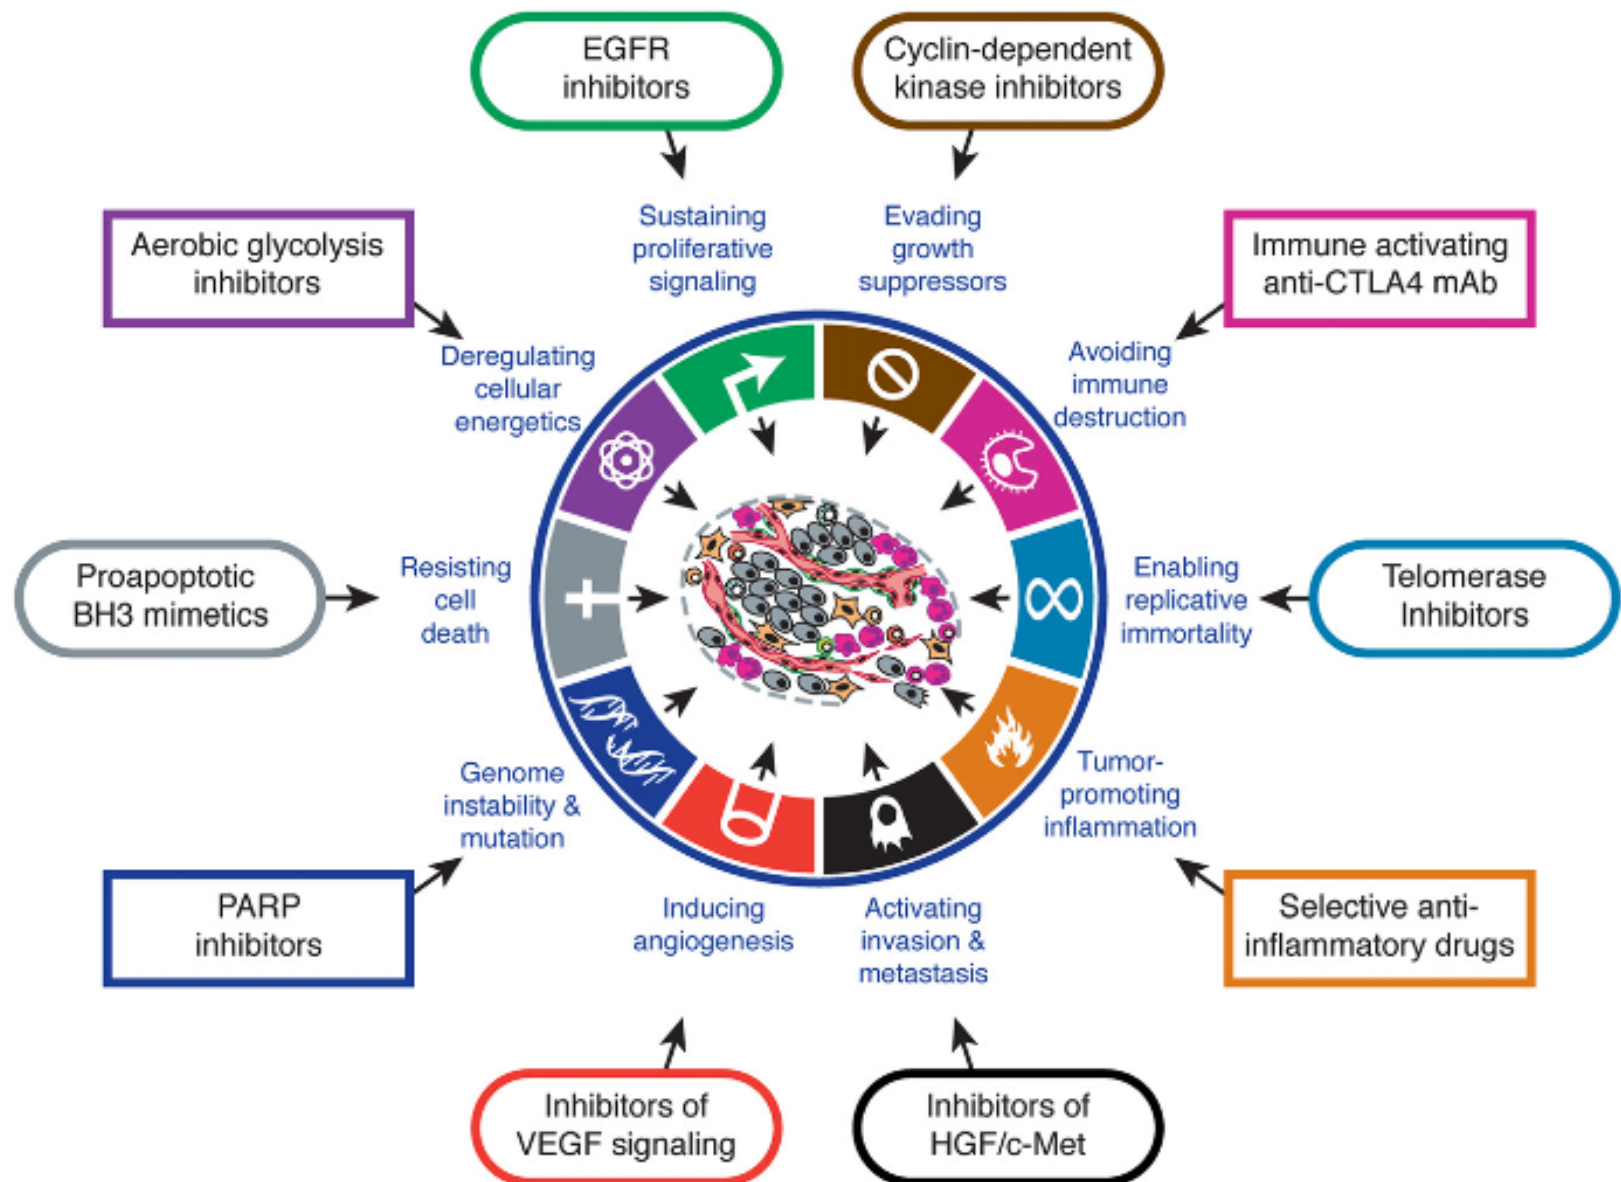 EGFR
inhibitors
Cyclin-dependent
kinase inhibitors
Sustaining
proliferative
signaling
Evading
growth
suppressors
Aerobic glycolysis
inhibitors
Immune activating
anti-CTLA4 mAb
Deregulating
cellular
energetics
Avoiding
immune
destruction
Proapoptotic
BH3 mimetics
Resisting
cell
death
Enabling
replicative
immortality
Telomerase
Inhibitors
Genome
instability &
mutation
Tumor-
promoting
inflammation
PARP
inhibitors
Inducing
angiogenesis
Activating
invasion &
metastasis
Selective anti-
inflammatory drugs
Inhibitors of
VEGF signaling
Inhibitors of
HGF/c-Met